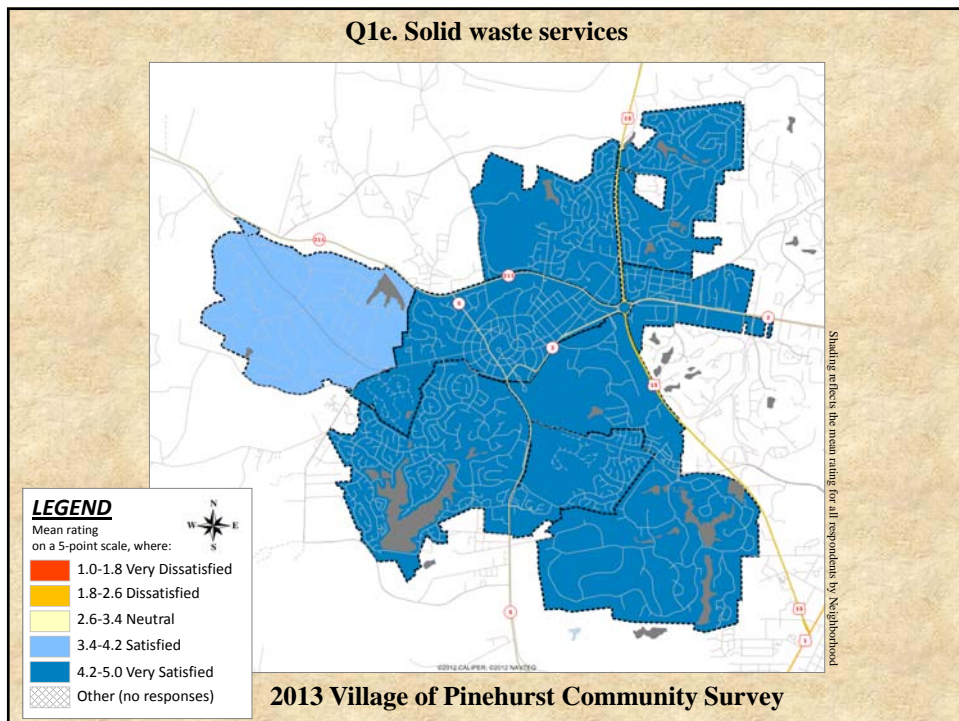 Q1e. Solid waste services
15
211
211
5
2
2
15
5
15
1
Shading reflects the mean rating for all respondents by Neighborhood
LEGEND
Mean rating
on a 5-point scale, where:
N
W E
S
1.0-1.8 Very Dissatisfied
1.8-2.6 Dissatisfied
2.6-3.4 Neutral
3.4-4.2 Satisfied
4.2-5.0 Very Satisfied
Other (no responses)
©2012 CALIPER; ©2012 NAVTEQ
2013 Village of Pinehurst Community Survey